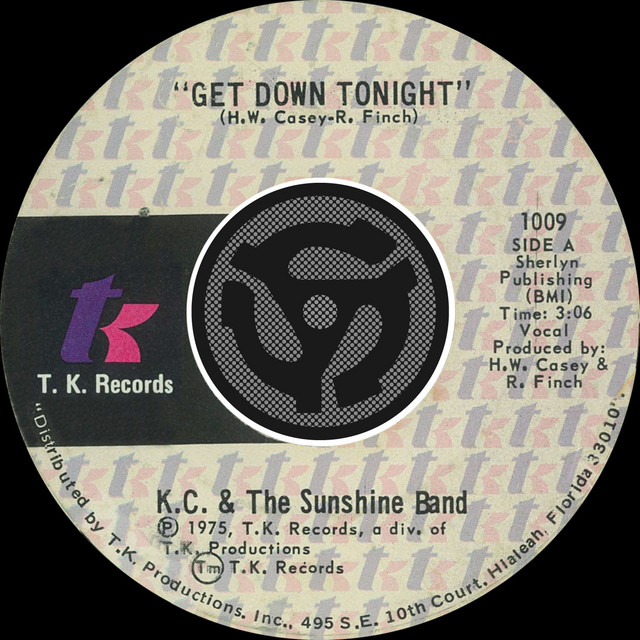 "GET DOWN TONIGHT"
(H.W. Casey-R. Finch)
1009
SIDE A
Sherlyn
Publishing
(BMI)
Time: 3:06
Vocal
Produced by:
H.W. Casey &
R. Finch
tk
T. K. Records
K.C. & The Sunshine Band
Ⓟ 1975, T.K. Records, a div. of
T.K. Productions
Tm T.K. Records
"Distributed by T.K. Productions, Inc., 495 S.E. 10th Court, Hialeah, Florida 33010".